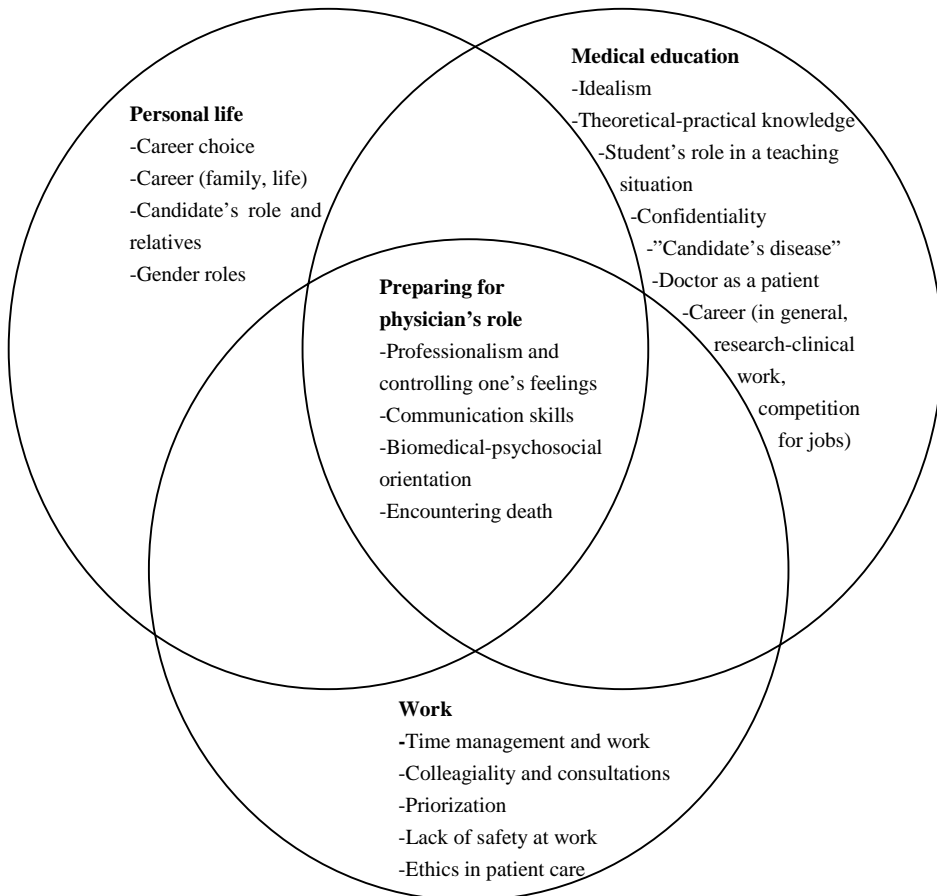 Personal life
-Career choice
-Career (family, life)
-Candidate’s role and
relatives
-Gender roles
Medical education
-Idealism
-Theoretical-practical knowledge
-Student’s role in a teaching
situation
-Confidentiality
-”Candidate’s disease”
-Doctor as a patient
-Career (in general,
research-clinical
work,
competition
for jobs)
Preparing for
physician’s role
-Professionalism and
controlling one’s feelings
-Communication skills
-Biomedical-psychosocial
orientation
-Encountering death
Work
-Time management and work
-Colleagiality and consultations
-Priorization
-Lack of safety at work
-Ethics in patient care